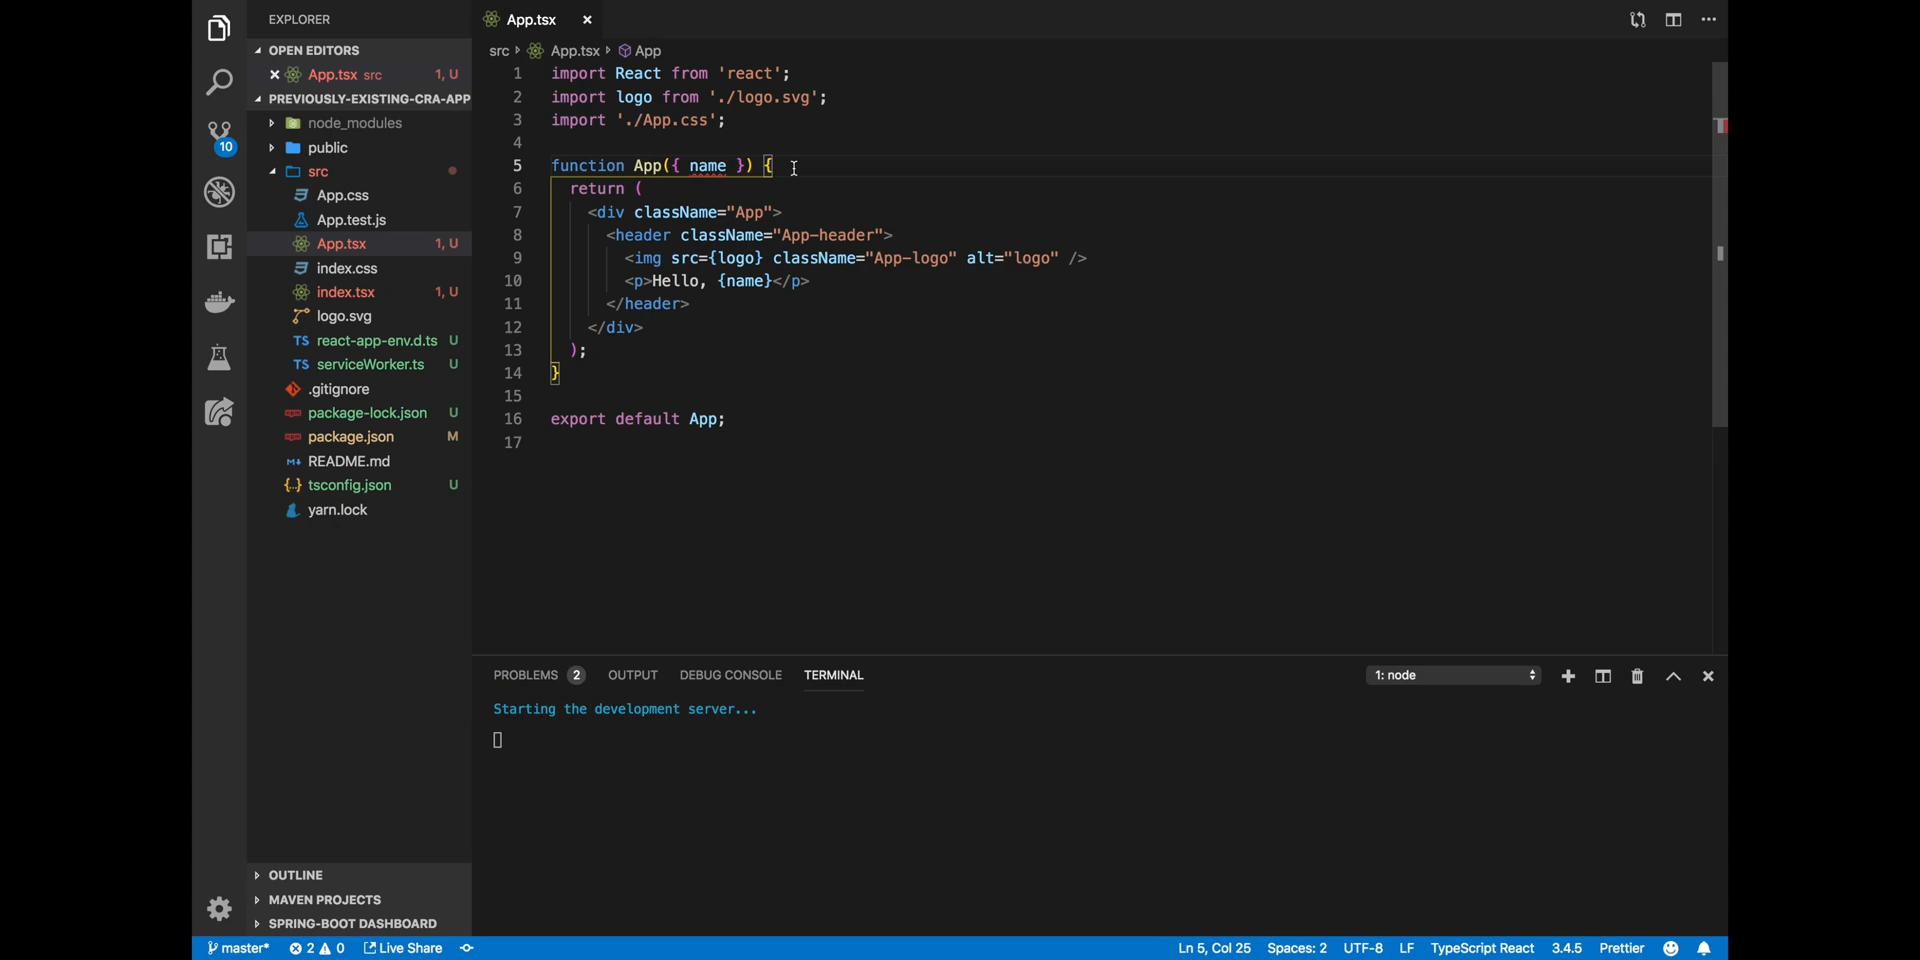 EXPLORER
OPEN EDITORS
App.tsx src 1, U
PREVIOUSLY-EXISTING-CRA-APP
node_modules
public
src
App.css
App.test.js
App.tsx 1, U
index.css
index.tsx 1, U
logo.svg
react-app-env.d.ts U
serviceWorker.ts U
.gitignore
package-lock.json U
package.json M
README.md
tsconfig.json U
yarn.lock
OUTLINE
MAVEN PROJECTS
SPRING-BOOT DASHBOARD
10
TS
TS
M
App.tsx
src App.tsx App
1 import React from 'react';
2 import logo from './logo.svg';
3 import './App.css';
4
5 function App({ name }) {
6 return (
7 <div className="App">
8 <header className="App-header">
9 <img src={logo} className="App-logo" alt="logo" />
10 <p>Hello, {name}</p>
11 </header>
12 </div>
13 );
14 }
15
16 export default App;
17
PROBLEMS 2 OUTPUT DEBUG CONSOLE TERMINAL 1: node
Starting the development server...
master* 2 0 Live Share Ln 5, Col 25 Spaces: 2 UTF-8 LF TypeScript React 3.4.5 Prettier